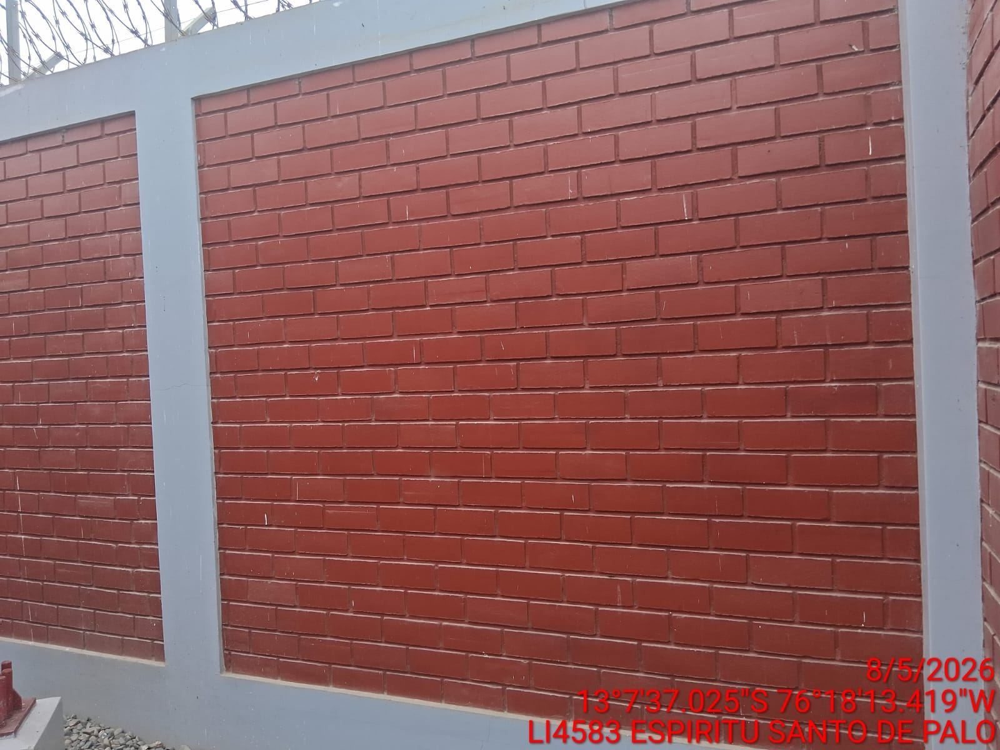 8/5/2026
13°7'37.025"S 76°18'13.419"W
LI4583 ESPIRITU SANTO DE PALO